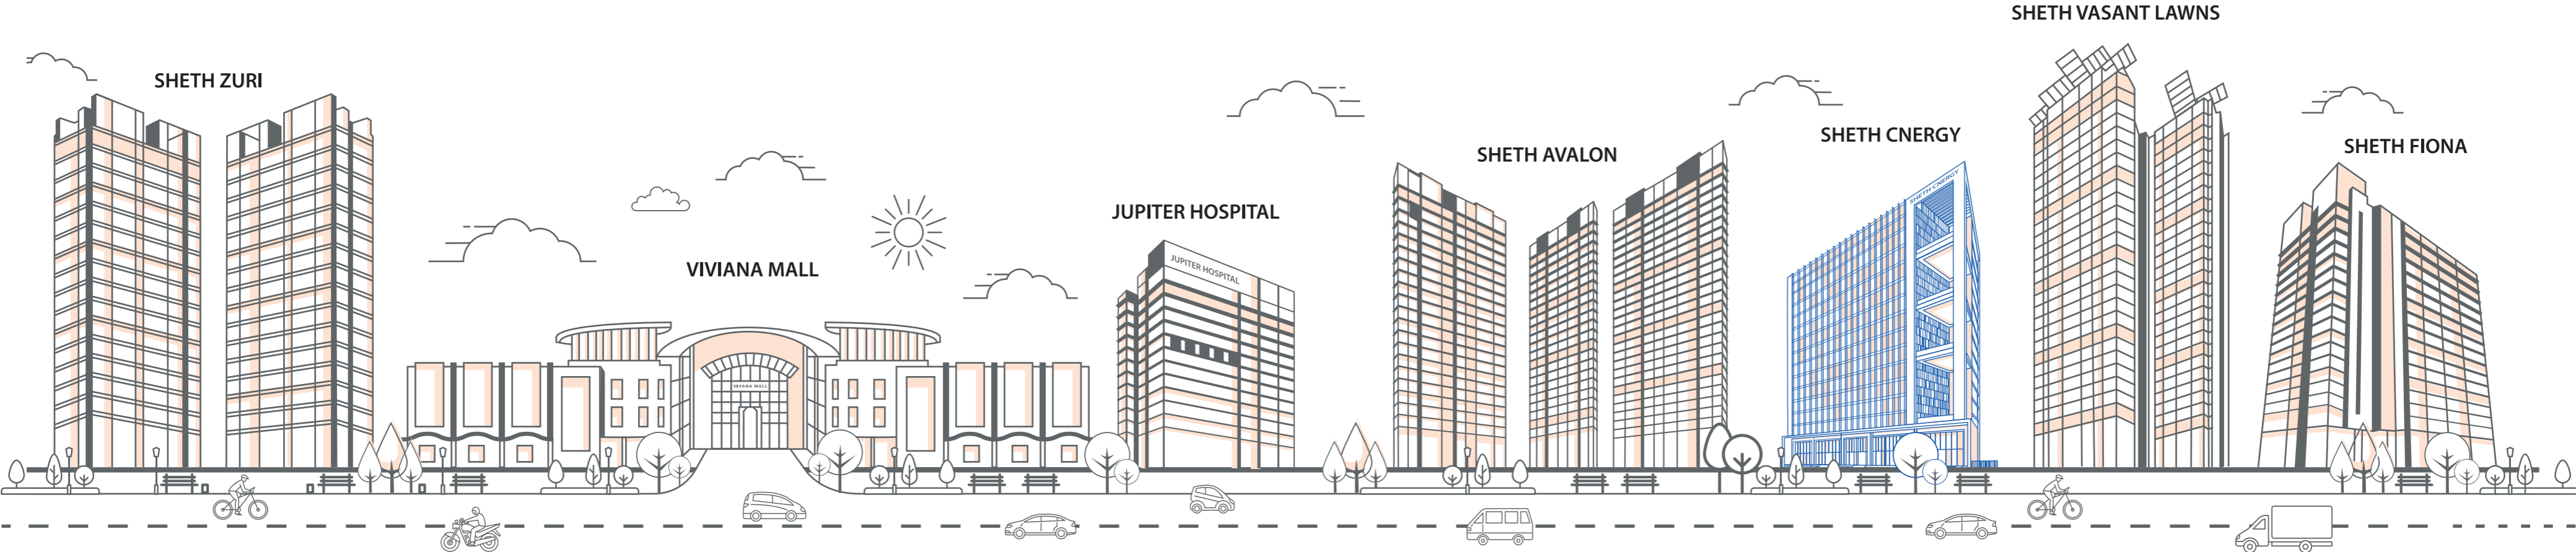 SHETH VASANT LAWNS
SHETH ZURI
SHETH CNERGY
SHETH FIONA
SHETH AVALON
JUPITER HOSPITAL
VIVIANA MALL
SHETH CNERGY
JUPITER HOSPITAL
VIVIANA MALL